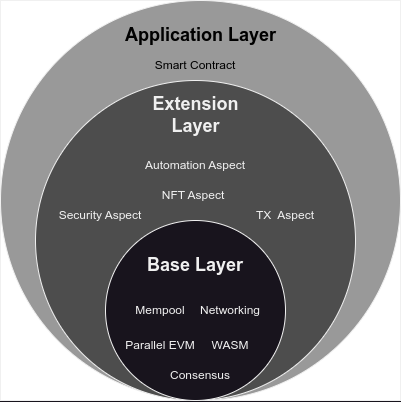 Application Layer
Smart Contract
Extension
Layer
Automation Aspect
NFT Aspect
Security Aspect
TX Aspect
Base Layer
Mempool
Networking
Parallel EVM
WASM
Consensus